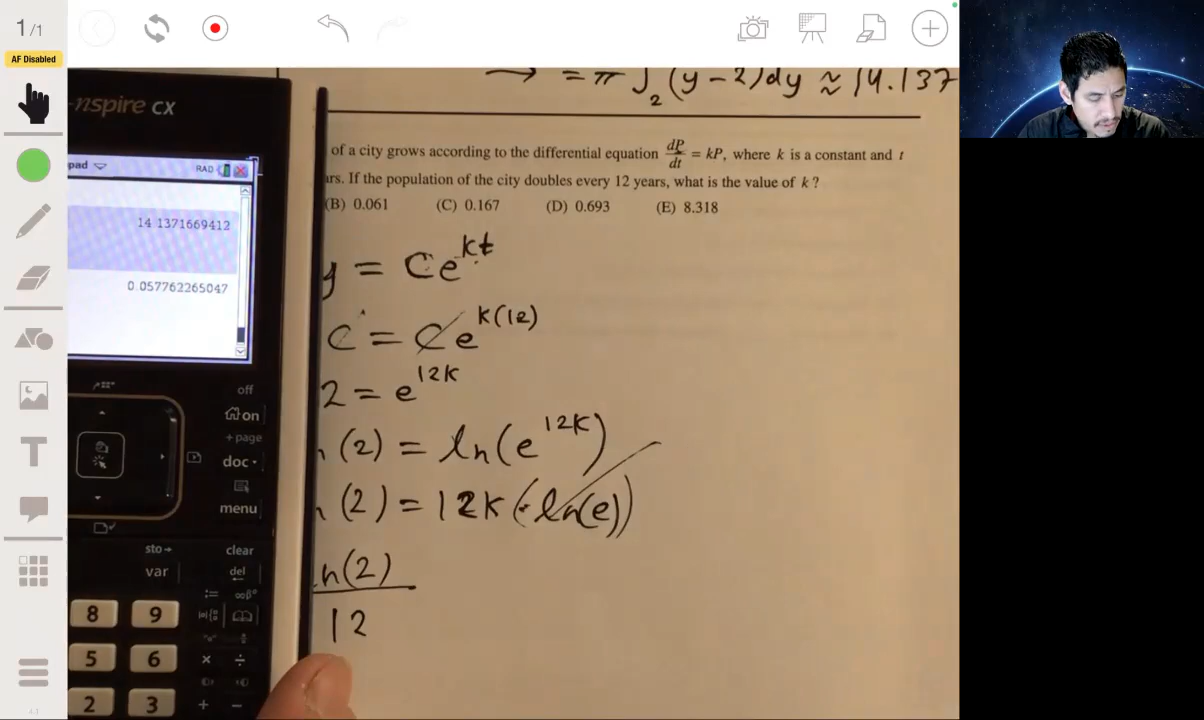 1/1
AF Disabled
→ = π ∫₂ (y – 2) dy ≈ 14.137
-nspire CX
pad
RAD
14.1371669412
0.057762265047
of a city grows according to the differential equation dP/dt = kP, where k is a constant and t
ars. If the population of the city doubles every 12 years, what is the value of k ?
(B) 0.061 (C) 0.167 (D) 0.693 (E) 8.318
y = Ce^kt
C = Ce^k(12)
2 = e^12K
n (2) = ln(e^12K)
n (2) = 12K (·ln(e))
ln(2)
12
off
on
+ page
doc
menu
sto→
clear
var
del
8 9
5 6 × ÷
2 3 + −
T